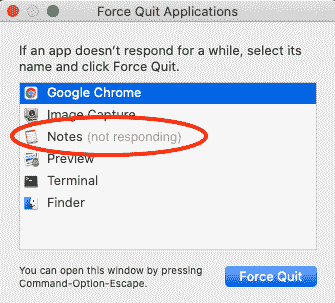 Force Quit Applications
If an app doesn't respond for a while, select its
name and click Force Quit.
Google Chrome
Image Capture
Notes (not responding)
Preview
Terminal
Finder
You can open this window by pressing
Command-Option-Escape.
Force Quit